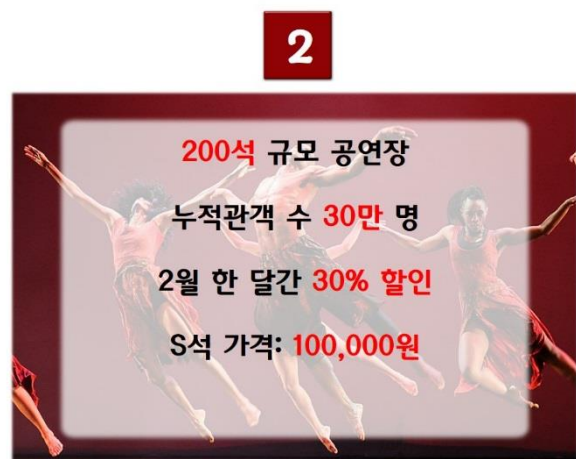 2
200석 규모 공연장
누적관객 수 30만 명
2월 한 달간 30% 할인
S석 가격: 100,000원